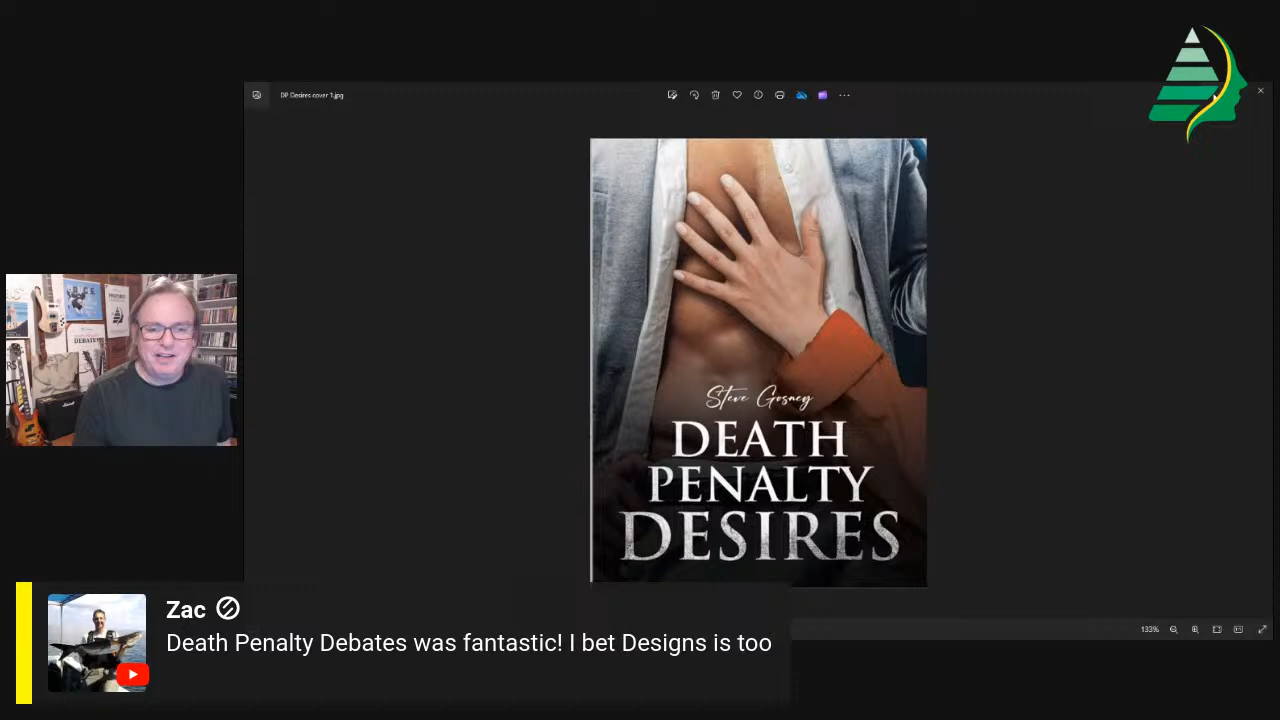 DP Desires cover 1.jpg
Steve Gosney
DEATH
PENALTY
DESIRES
Zac
Death Penalty Debates was fantastic! I bet Designs is too
133%